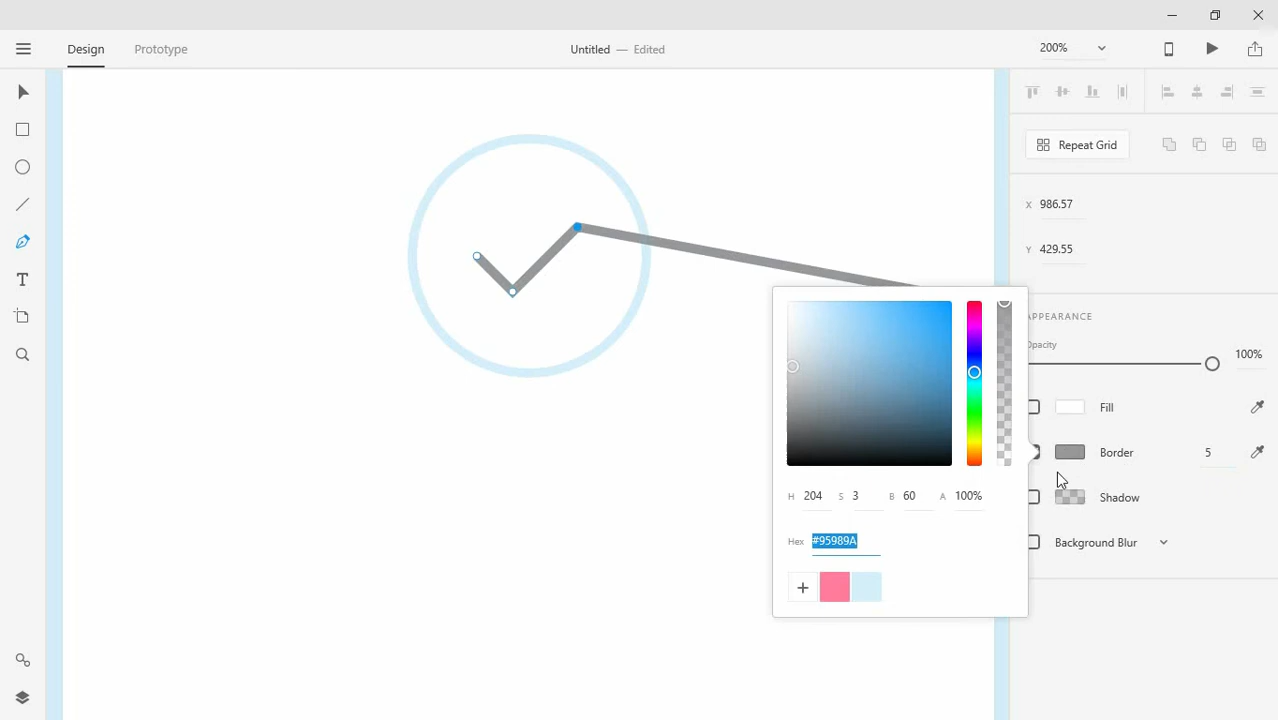 Design Prototype Untitled — Edited 200%
Repeat Grid
X 986.57
Y 429.55
APPEARANCE
Opacity
100%
Fill
Border 5
Shadow
Background Blur
H 204 S 3 B 60 A 100%
Hex #95989A
+
T